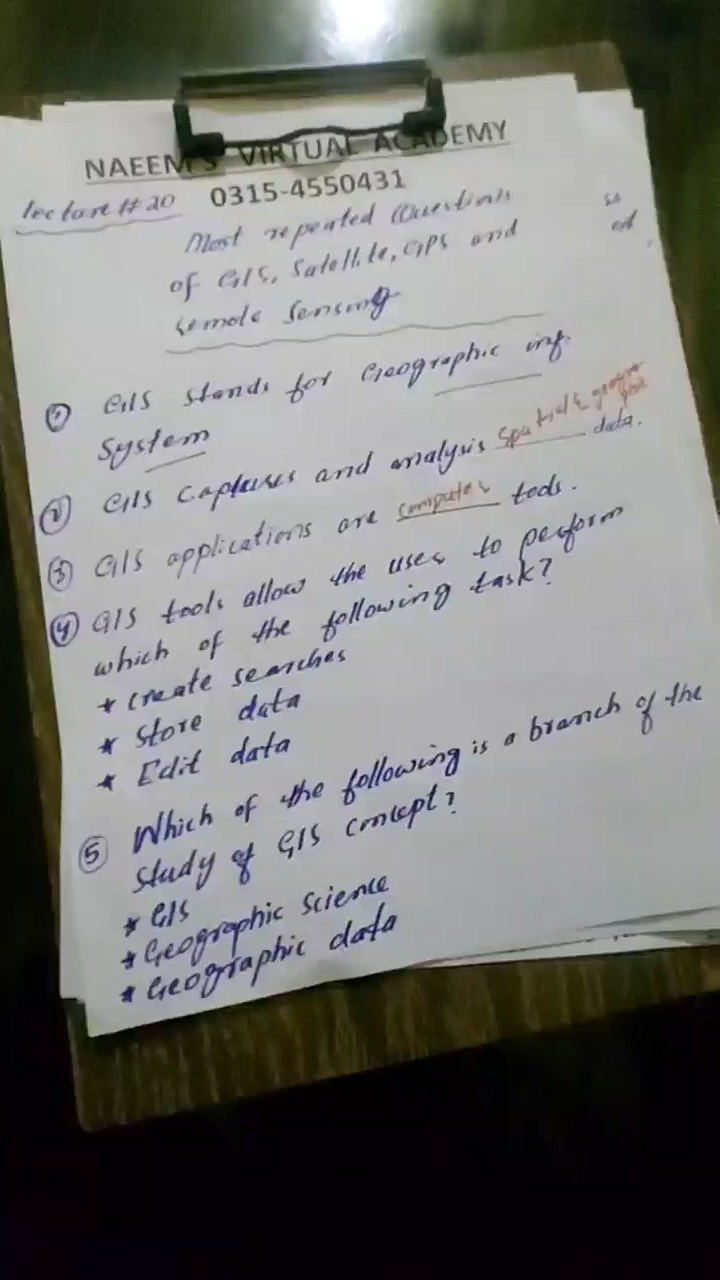 NAEEM'S VIRTUAL ACADEMY
0315-4550431
lecture # 20
Most repeated Questions
of GIS, Satellite, GPS and
remote Sensing
① GIS stands for Geographic inf.
System
② GIS Captures and analysis spatial & data.
③ GIS applications are computer tools.
④ GIS tools allow the user to perform
which of the following task?
* Create searches
* Store data
* Edit data
⑤ Which of the following is a branch of the
study of GIS concept?
* GIS
* Geographic Science
* Geographic data